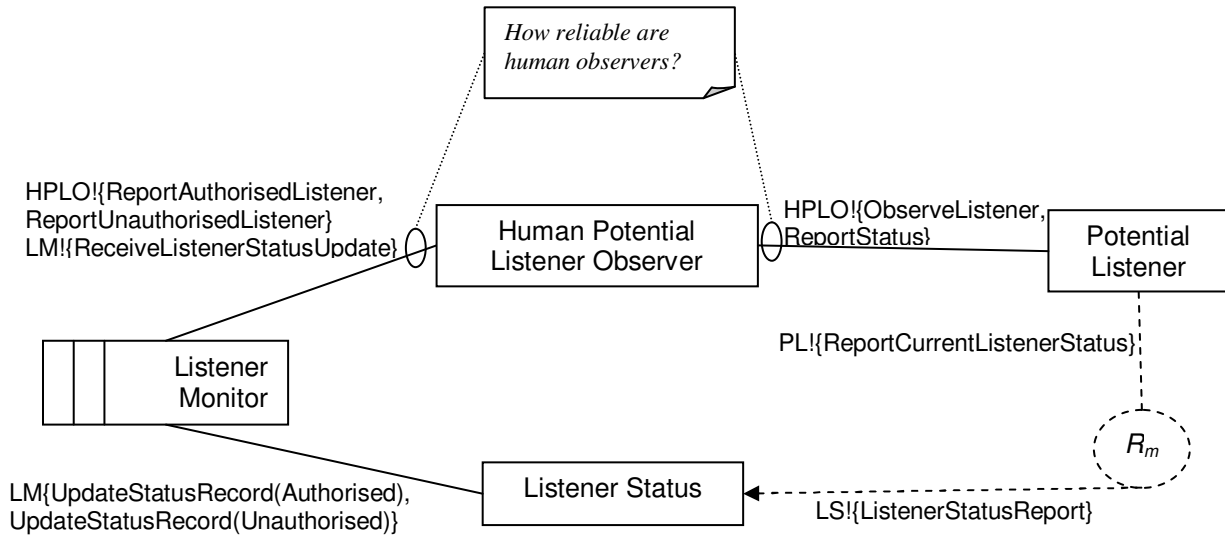 How reliable are
human observers?
HPLO!{ReportAuthorisedListener,
ReportUnauthorisedListener}
LM!{ReceiveListenerStatusUpdate}
Human Potential
Listener Observer
HPLO!{ObserveListener,
ReportStatus}
Potential
Listener
PL!{ReportCurrentListenerStatus}
Listener
Monitor
Rm
LM{UpdateStatusRecord(Authorised),
UpdateStatusRecord(Unauthorised)}
Listener Status
LS!{ListenerStatusReport}